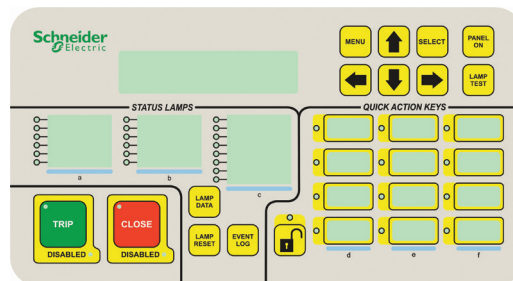 Schneider
Electric
MENU
SELECT
PANEL
ON
LAMP
TEST
STATUS LAMPS
QUICK ACTION KEYS
a
b
c
LAMP
DATA
LAMP
RESET
EVENT
LOG
TRIP
CLOSE
DISABLED
DISABLED
d
e
f